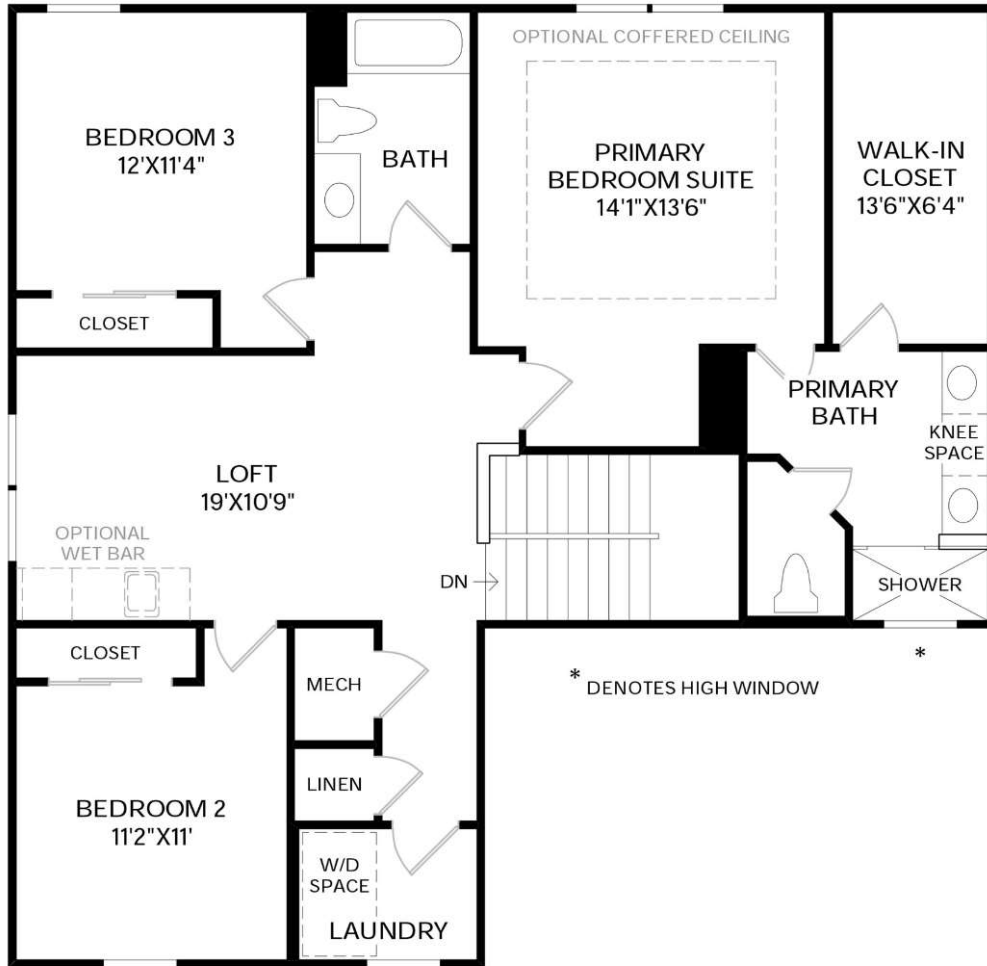 OPTIONAL COFFERED CEILING
BEDROOM 3
12'X11'4"
BATH
PRIMARY
BEDROOM SUITE
14'1"X13'6"
WALK-IN
CLOSET
13'6"X6'4"
CLOSET
PRIMARY
BATH
KNEE
SPACE
LOFT
19'X10'9"
OPTIONAL
WET BAR
DN
SHOWER
CLOSET
MECH
*
* DENOTES HIGH WINDOW
LINEN
BEDROOM 2
11'2"X11'
W/D
SPACE
LAUNDRY